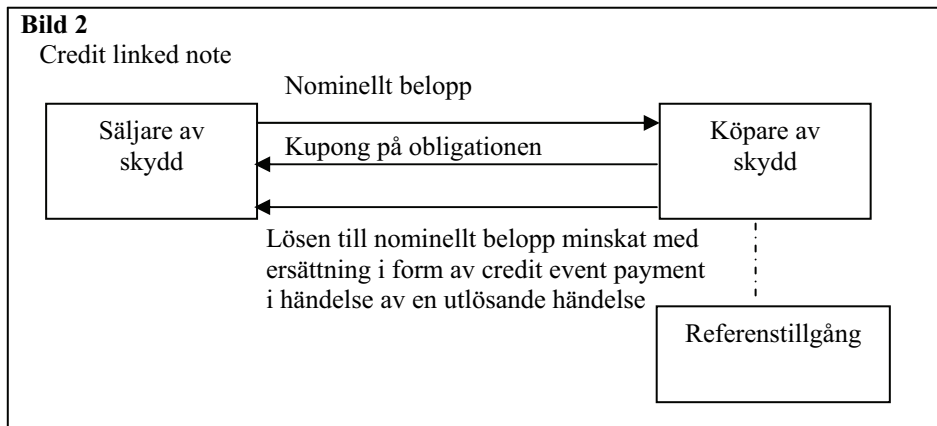 Bild 2
Credit linked note
Nominellt belopp
Säljare av
skydd
Köpare av
skydd
Kupong på obligationen
Lösen till nominellt belopp minskat med
ersättning i form av credit event payment
i händelse av en utlösande händelse
Referenstillgång